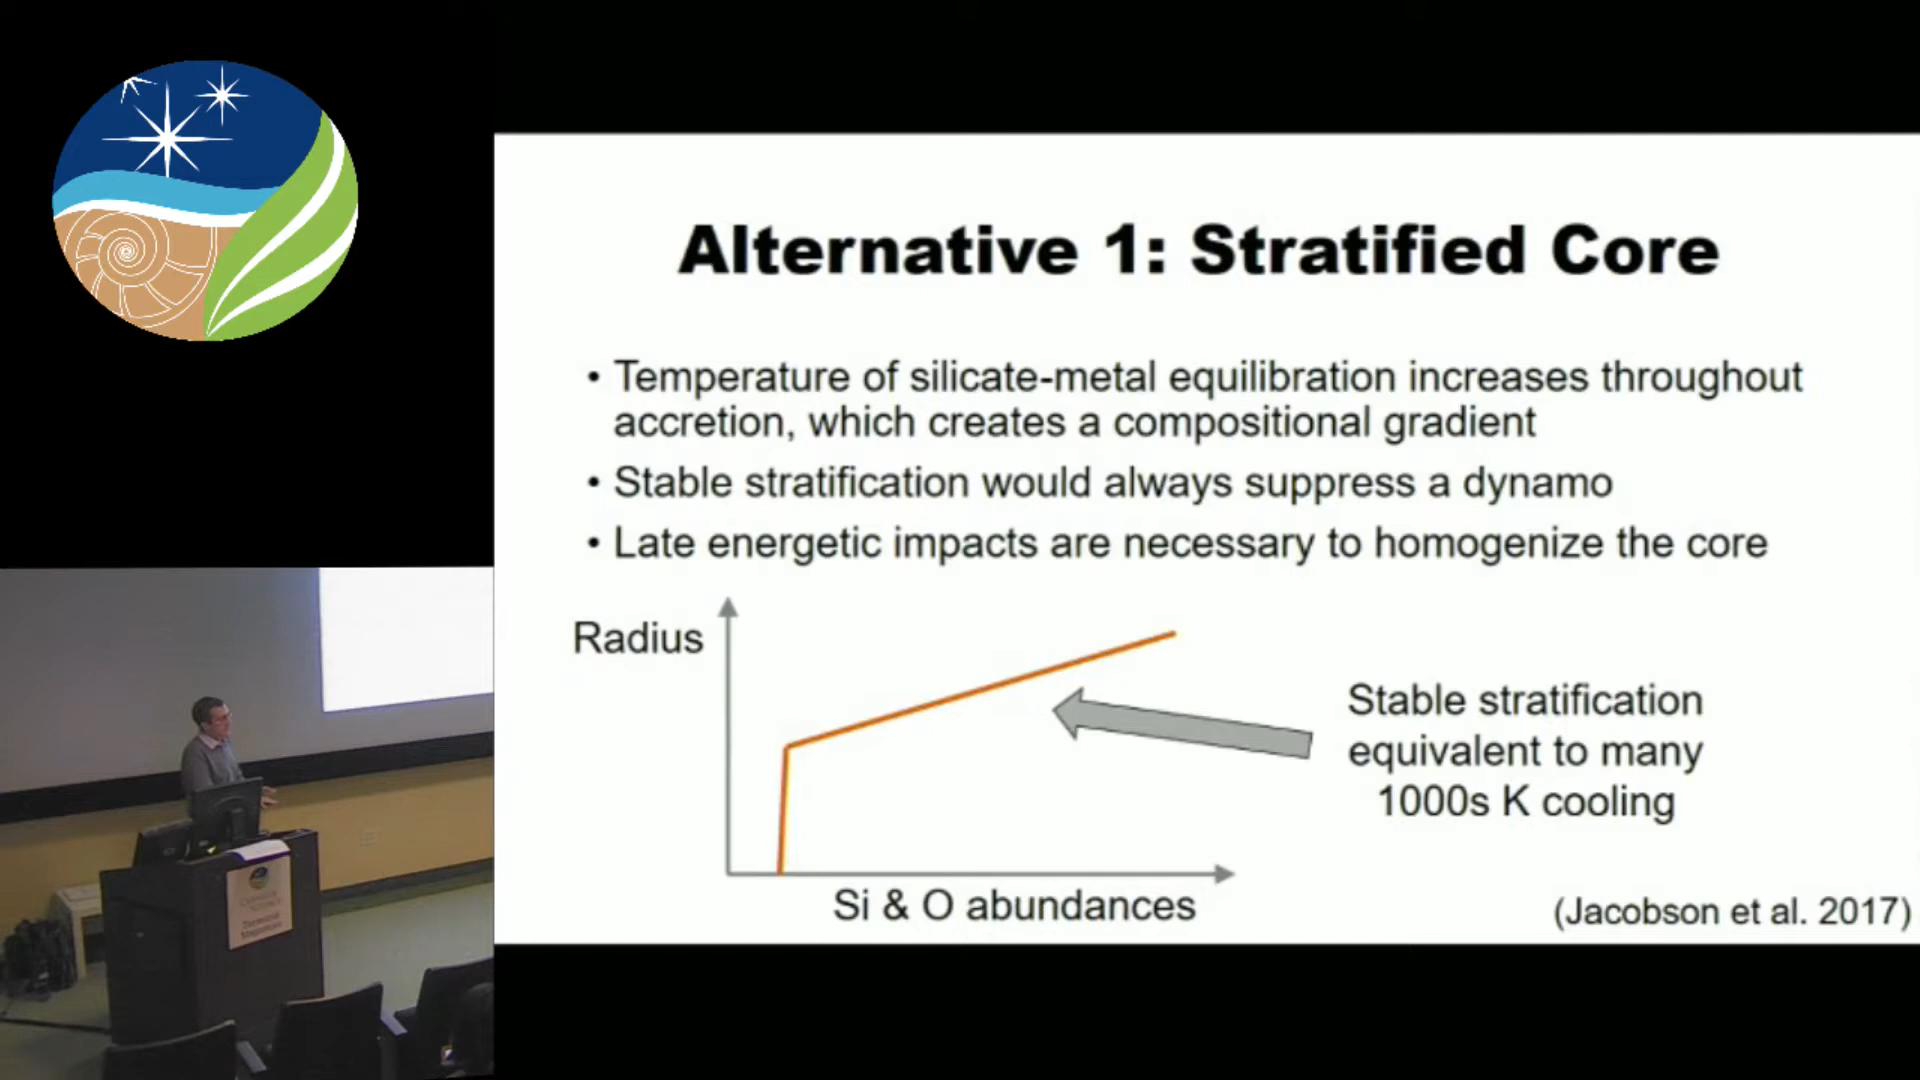 Alternative 1: Stratified Core
• Temperature of silicate-metal equilibration increases throughout
accretion, which creates a compositional gradient
• Stable stratification would always suppress a dynamo
• Late energetic impacts are necessary to homogenize the core
Radius
Stable stratification
equivalent to many
1000s K cooling
Si & O abundances
(Jacobson et al. 2017)